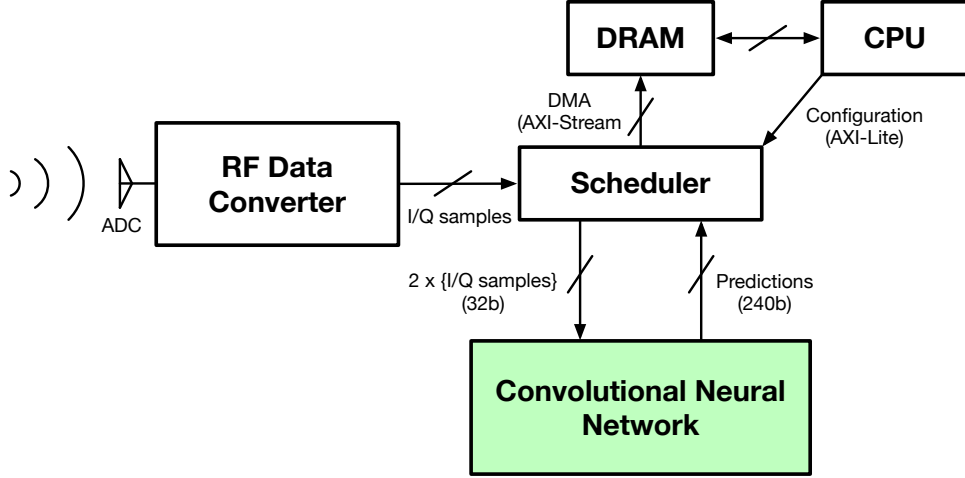 DRAM
CPU
DMA
(AXI-Stream
Configuration
(AXI-Lite)
RF Data
Converter
ADC
I/Q samples
Scheduler
2 x {I/Q samples}
(32b)
Predictions
(240b)
Convolutional Neural
Network